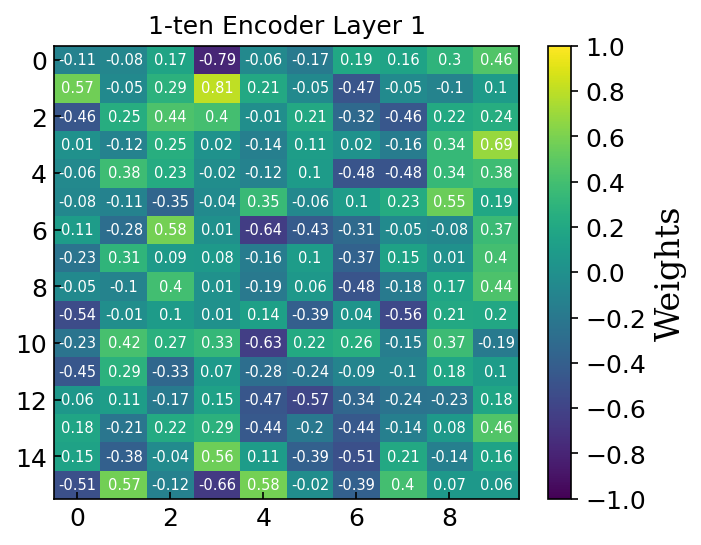 1-ten Encoder Layer 1
0 -0.11 -0.08 0.17 -0.79 -0.06 -0.17 0.19 0.16 0.3 0.46
0.57 -0.05 0.29 0.81 0.21 -0.05 -0.47 -0.05 -0.1 0.1
2 -0.46 0.25 0.44 0.4 -0.01 0.21 -0.32 -0.46 0.22 0.24
0.01 -0.12 0.25 0.02 -0.14 0.11 0.02 -0.16 0.34 0.69
4 -0.06 0.38 0.23 -0.02 -0.12 0.1 -0.48 -0.48 0.34 0.38
-0.08 -0.11 -0.35 -0.04 0.35 -0.06 0.1 0.23 0.55 0.19
6 0.11 -0.28 0.58 0.01 -0.64 -0.43 -0.31 -0.05 -0.08 0.37
-0.23 0.31 0.09 0.08 -0.16 0.1 -0.37 0.15 0.01 0.4
8 -0.05 -0.1 0.4 0.01 -0.19 0.06 -0.48 -0.18 0.17 0.44
-0.54 -0.01 0.1 0.01 0.14 -0.39 0.04 -0.56 0.21 0.2
10 -0.23 0.42 0.27 0.33 -0.63 0.22 0.26 -0.15 0.37 -0.19
-0.45 0.29 -0.33 0.07 -0.28 -0.24 -0.09 -0.1 0.18 0.1
12 0.06 0.11 -0.17 0.15 -0.47 -0.57 -0.34 -0.24 -0.23 0.18
0.18 -0.21 0.22 0.29 -0.44 -0.2 -0.44 -0.14 0.08 0.46
14 0.15 -0.38 -0.04 0.56 0.11 -0.39 -0.51 0.21 -0.14 0.16
-0.51 0.57 -0.12 -0.66 0.58 -0.02 -0.39 0.4 0.07 0.06
0 2 4 6 8
1.0
0.8
0.6
0.4
0.2
0.0
−0.2
−0.4
−0.6
−0.8
−1.0
Weights